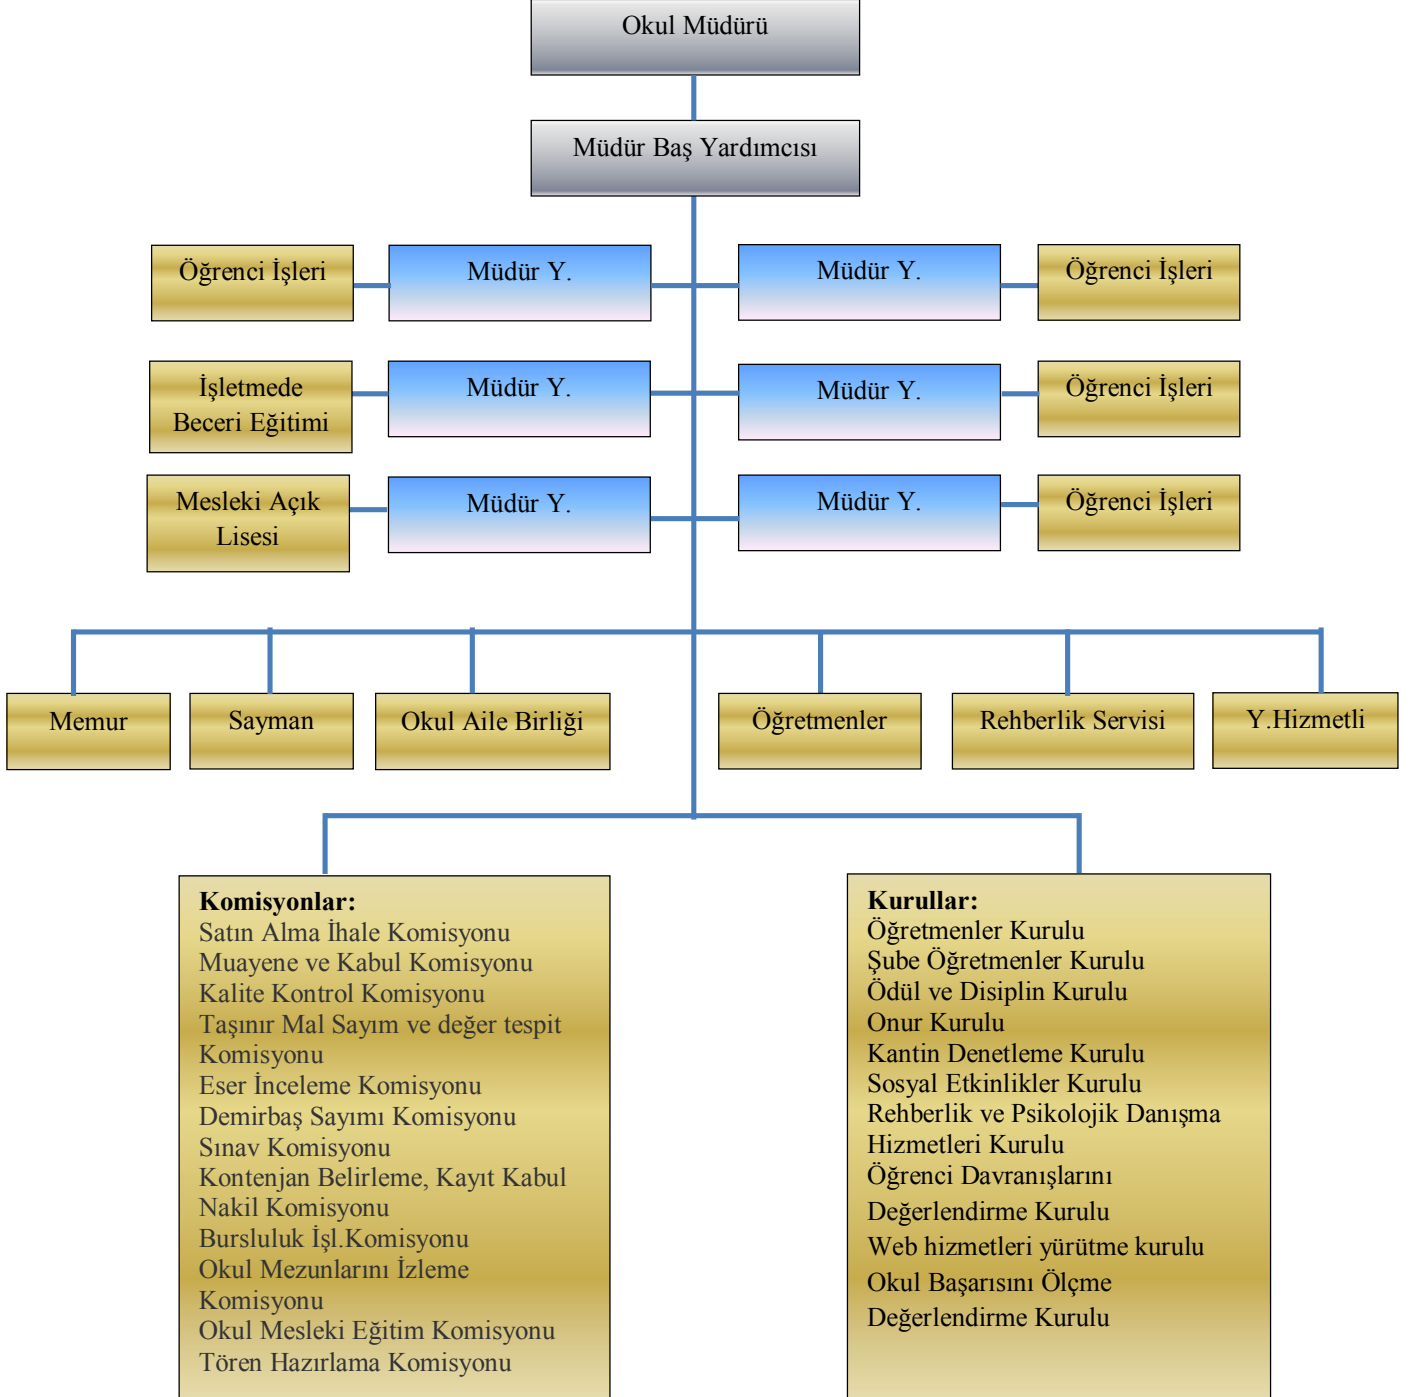 Okul Müdürü
Müdür Baş Yardımcısı
Öğrenci İşleri
Müdür Y.
Müdür Y.
Öğrenci İşleri
İşletmede
Beceri Eğitimi
Müdür Y.
Müdür Y.
Öğrenci İşleri
Mesleki Açık
Lisesi
Müdür Y.
Müdür Y.
Öğrenci İşleri
Memur
Sayman
Okul Aile Birliği
Öğretmenler
Rehberlik Servisi
Y.Hizmetli
Komisyonlar:
Satın Alma İhale Komisyonu
Muayene ve Kabul Komisyonu
Kalite Kontrol Komisyonu
Taşınır Mal Sayım ve değer tespit
Komisyonu
Eser İnceleme Komisyonu
Demirbaş Sayımı Komisyonu
Sınav Komisyonu
Kontenjan Belirleme, Kayıt Kabul
Nakil Komisyonu
Bursluluk İşl.Komisyonu
Okul Mezunlarını İzleme
Komisyonu
Okul Mesleki Eğitim Komisyonu
Tören Hazırlama Komisyonu
Kurullar:
Öğretmenler Kurulu
Şube Öğretmenler Kurulu
Ödül ve Disiplin Kurulu
Onur Kurulu
Kantin Denetleme Kurulu
Sosyal Etkinlikler Kurulu
Rehberlik ve Psikolojik Danışma
Hizmetleri Kurulu
Öğrenci Davranışlarını
Değerlendirme Kurulu
Web hizmetleri yürütme kurulu
Okul Başarısını Ölçme
Değerlendirme Kurulu